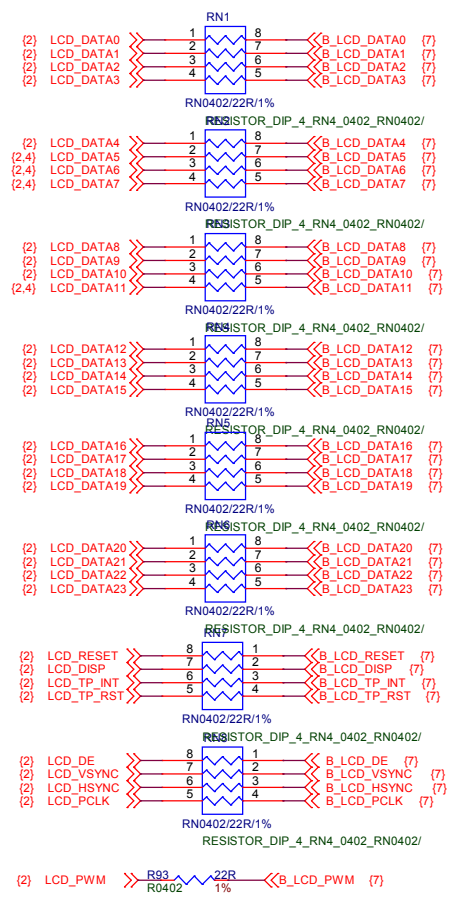 RN1
{2} LCD_DATA0 1 8 B_LCD_DATA0 {7}
{2} LCD_DATA1 2 7 B_LCD_DATA1 {7}
{2} LCD_DATA2 3 6 B_LCD_DATA2 {7}
{2} LCD_DATA3 4 5 B_LCD_DATA3 {7}
RN0402/22R/1%
RN2 RESISTOR_DIP_4_RN4_0402_RN0402/
{2} LCD_DATA4 1 8 B_LCD_DATA4 {7}
{2,4} LCD_DATA5 2 7 B_LCD_DATA5 {7}
{2,4} LCD_DATA6 3 6 B_LCD_DATA6 {7}
{2,4} LCD_DATA7 4 5 B_LCD_DATA7 {7}
RN0402/22R/1%
RN3 RESISTOR_DIP_4_RN4_0402_RN0402/
{2} LCD_DATA8 1 8 B_LCD_DATA8 {7}
{2} LCD_DATA9 2 7 B_LCD_DATA9 {7}
{2} LCD_DATA10 3 6 B_LCD_DATA10 {7}
{2,4} LCD_DATA11 4 5 B_LCD_DATA11 {7}
RN0402/22R/1%
RN4 RESISTOR_DIP_4_RN4_0402_RN0402/
{2} LCD_DATA12 1 8 B_LCD_DATA12 {7}
{2} LCD_DATA13 2 7 B_LCD_DATA13 {7}
{2} LCD_DATA14 3 6 B_LCD_DATA14 {7}
{2} LCD_DATA15 4 5 B_LCD_DATA15 {7}
RN0402/22R/1%
RESISTOR_DIP_4_RN4_0402_RN0402/
RN5
{2} LCD_DATA16 1 8 B_LCD_DATA16 {7}
{2} LCD_DATA17 2 7 B_LCD_DATA17 {7}
{2} LCD_DATA18 3 6 B_LCD_DATA18 {7}
{2} LCD_DATA19 4 5 B_LCD_DATA19 {7}
RN0402/22R/1%
RN6 RESISTOR_DIP_4_RN4_0402_RN0402/
{2} LCD_DATA20 1 8 B_LCD_DATA20 {7}
{2} LCD_DATA21 2 7 B_LCD_DATA21 {7}
{2} LCD_DATA22 3 6 B_LCD_DATA22 {7}
{2} LCD_DATA23 4 5 B_LCD_DATA23 {7}
RN0402/22R/1%
RN7 RESISTOR_DIP_4_RN4_0402_RN0402/
{2} LCD_RESET 8 1 B_LCD_RESET {7}
{2} LCD_DISP 7 2 B_LCD_DISP {7}
{2} LCD_TP_INT 6 3 B_LCD_TP_INT {7}
{2} LCD_TP_RST 5 4 B_LCD_TP_RST {7}
RN0402/22R/1%
RN8 RESISTOR_DIP_4_RN4_0402_RN0402/
{2} LCD_DE 8 1 B_LCD_DE {7}
{2} LCD_VSYNC 7 2 B_LCD_VSYNC {7}
{2} LCD_HSYNC 6 3 B_LCD_HSYNC {7}
{2} LCD_PCLK 5 4 B_LCD_PCLK {7}
RN0402/22R/1%
RESISTOR_DIP_4_RN4_0402_RN0402/
{2} LCD_PWM R93 22R B_LCD_PWM {7}
R0402 1%